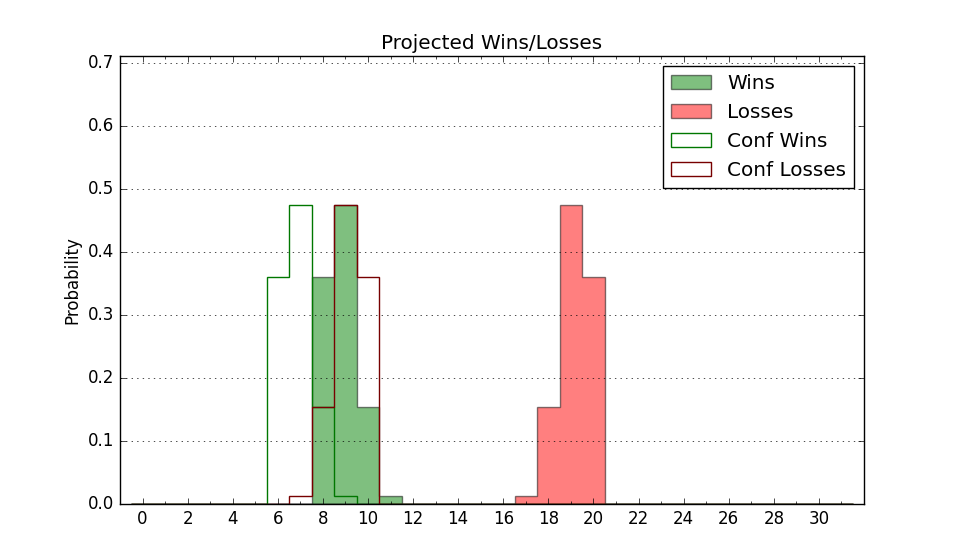 Projected Wins/Losses
0.7
0.6
0.5
0.4
0.3
0.2
0.1
0.0
Probability
Wins
Losses
Conf Wins
Conf Losses
0 2 4 6 8 10 12 14 16 18 20 22 24 26 28 30